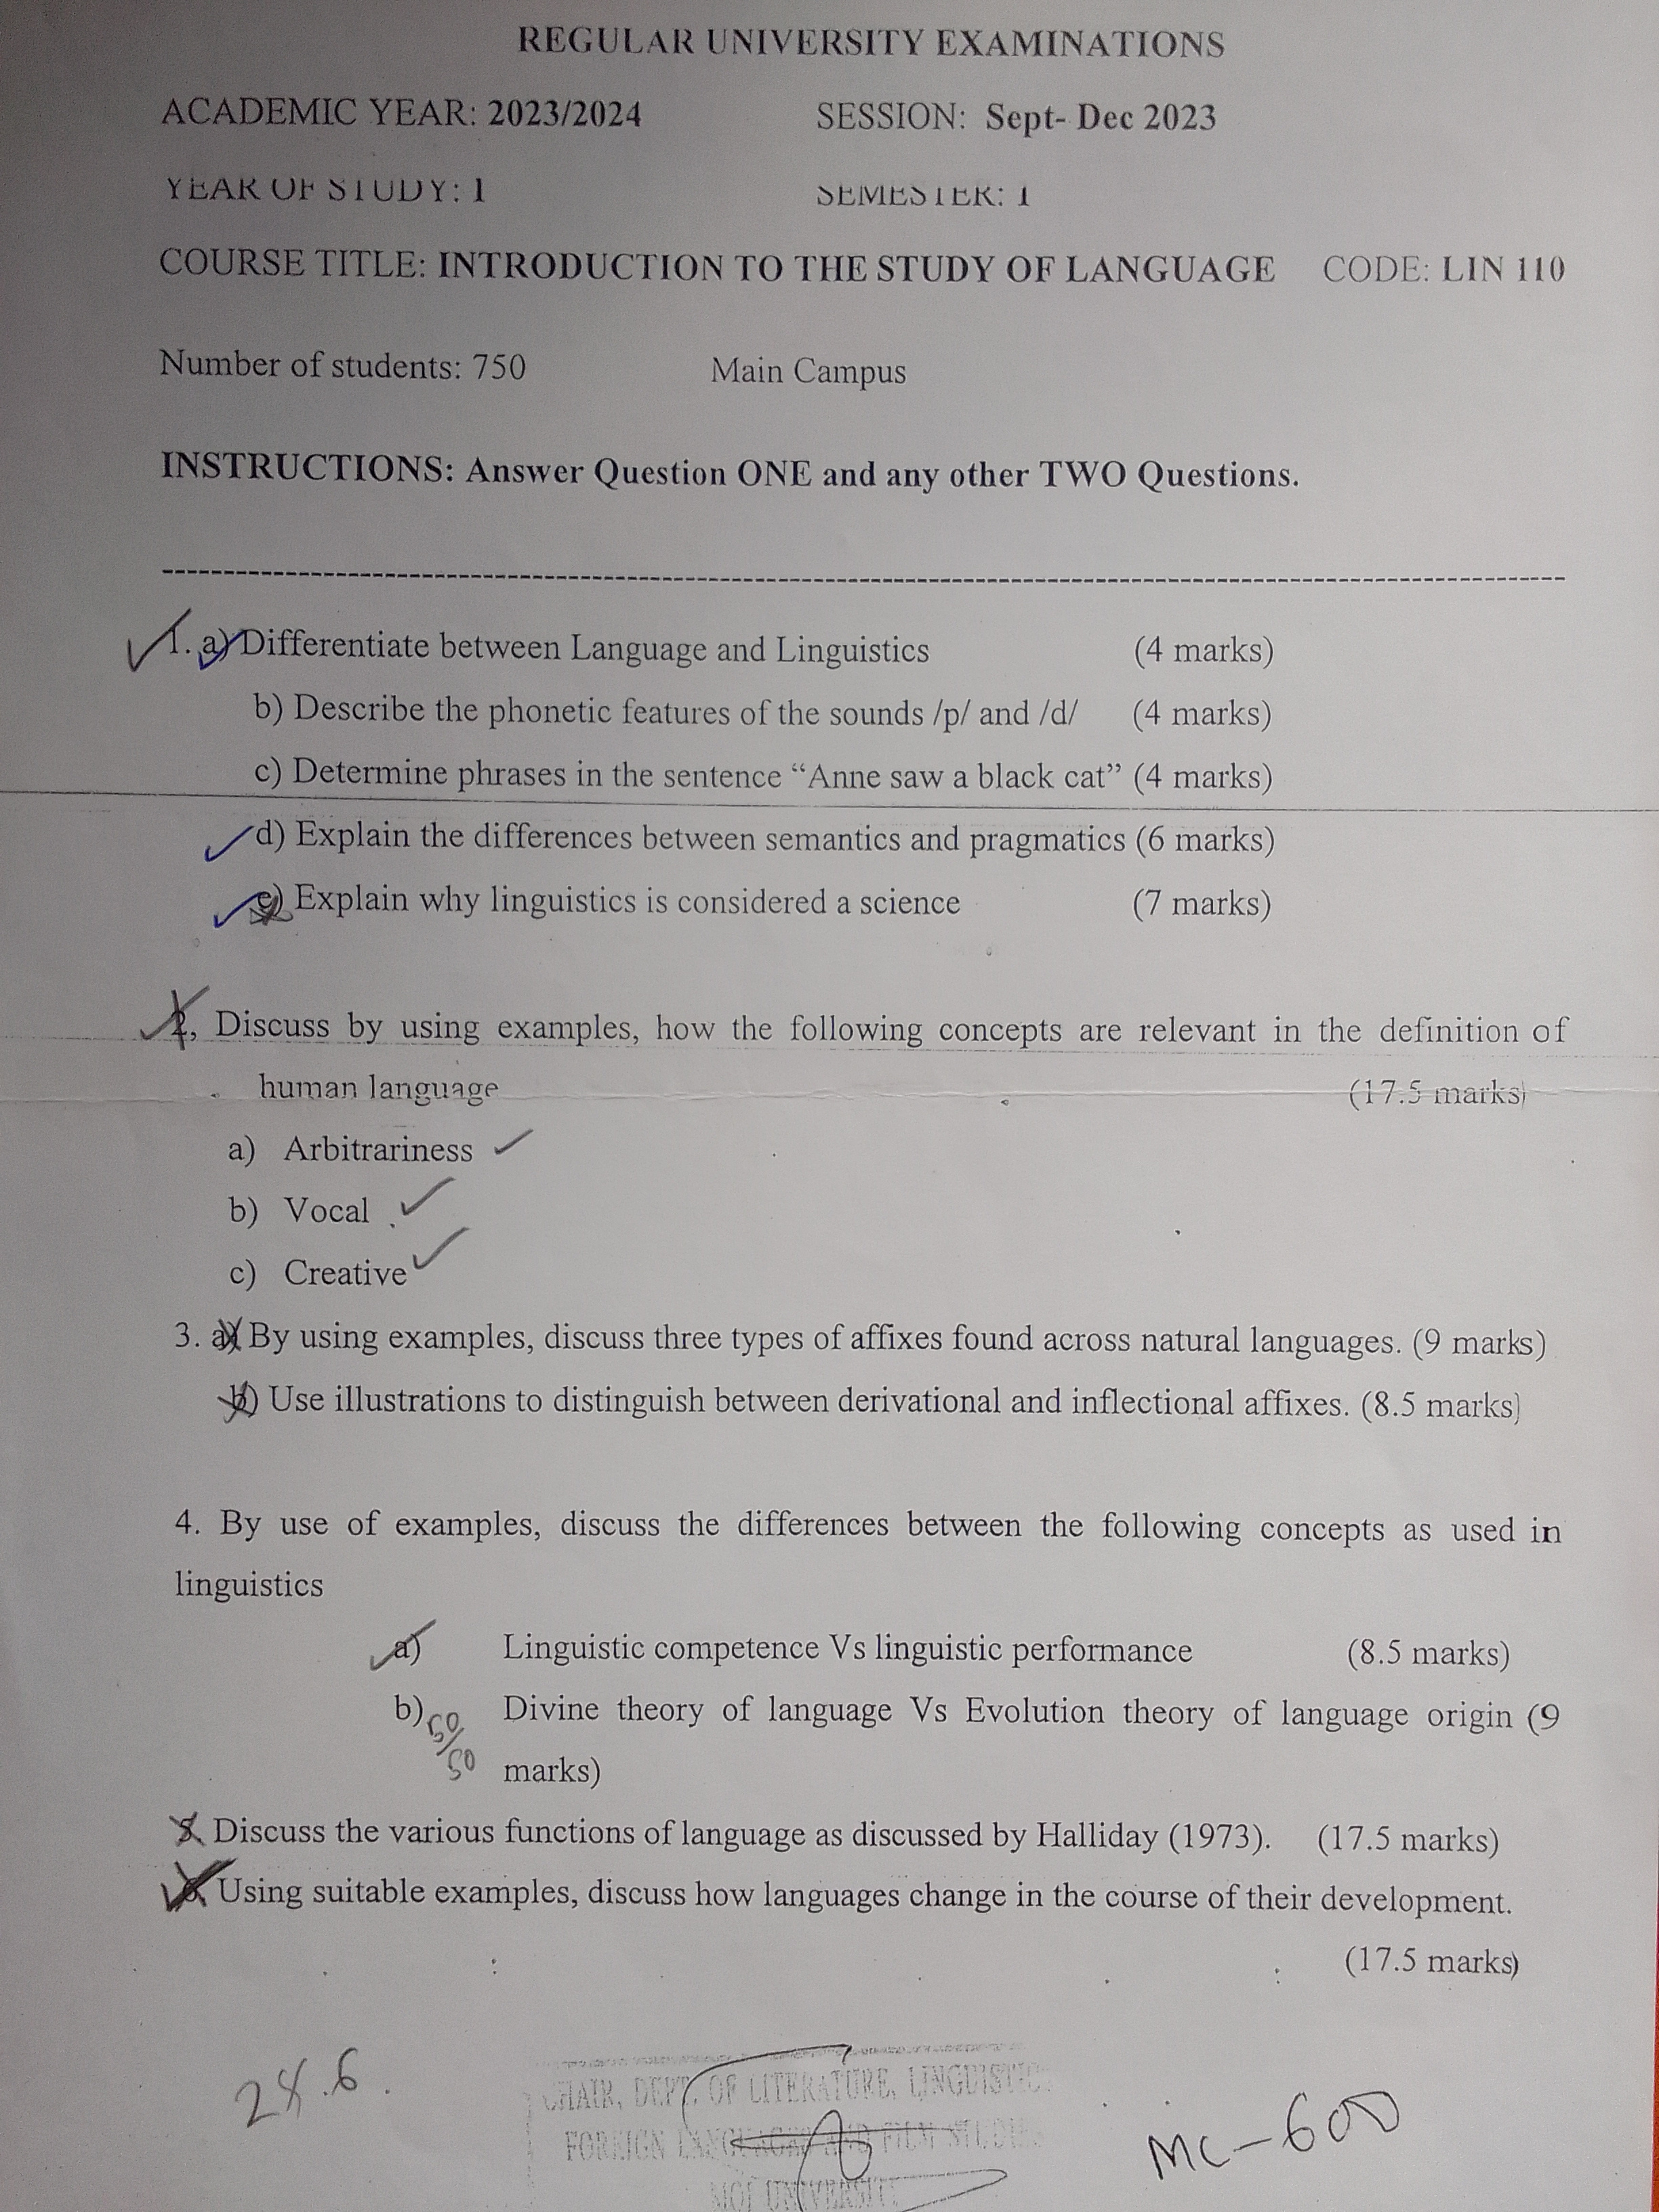 REGULAR UNIVERSITY EXAMINATIONS
ACADEMIC YEAR: 2023/2024 SESSION: Sept- Dec 2023
YEAR OF STUDY: 1 SEMESTER: 1
COURSE TITLE: INTRODUCTION TO THE STUDY OF LANGUAGE CODE: LIN 110
Number of students: 750 Main Campus
INSTRUCTIONS: Answer Question ONE and any other TWO Questions.
1. a) Differentiate between Language and Linguistics (4 marks)
b) Describe the phonetic features of the sounds /p/ and /d/ (4 marks)
c) Determine phrases in the sentence “Anne saw a black cat” (4 marks)
d) Explain the differences between semantics and pragmatics (6 marks)
e) Explain why linguistics is considered a science (7 marks)
2, Discuss by using examples, how the following concepts are relevant in the definition of
human language (17.5 marks)
a) Arbitrariness
b) Vocal
c) Creative
3. a) By using examples, discuss three types of affixes found across natural languages. (9 marks)
b) Use illustrations to distinguish between derivational and inflectional affixes. (8.5 marks)
4. By use of examples, discuss the differences between the following concepts as used in
linguistics
a) Linguistic competence Vs linguistic performance (8.5 marks)
b) 50/50 Divine theory of language Vs Evolution theory of language origin (9
marks)
5. Discuss the various functions of language as discussed by Halliday (1973). (17.5 marks)
6. Using suitable examples, discuss how languages change in the course of their development.
(17.5 marks)
CHAIR, DEPT. OF LITERATURE, LINGUISTIC
FOREIGN LANGUAGES AND FILM STUDIES
MOI UNIVERSITY
MC-600